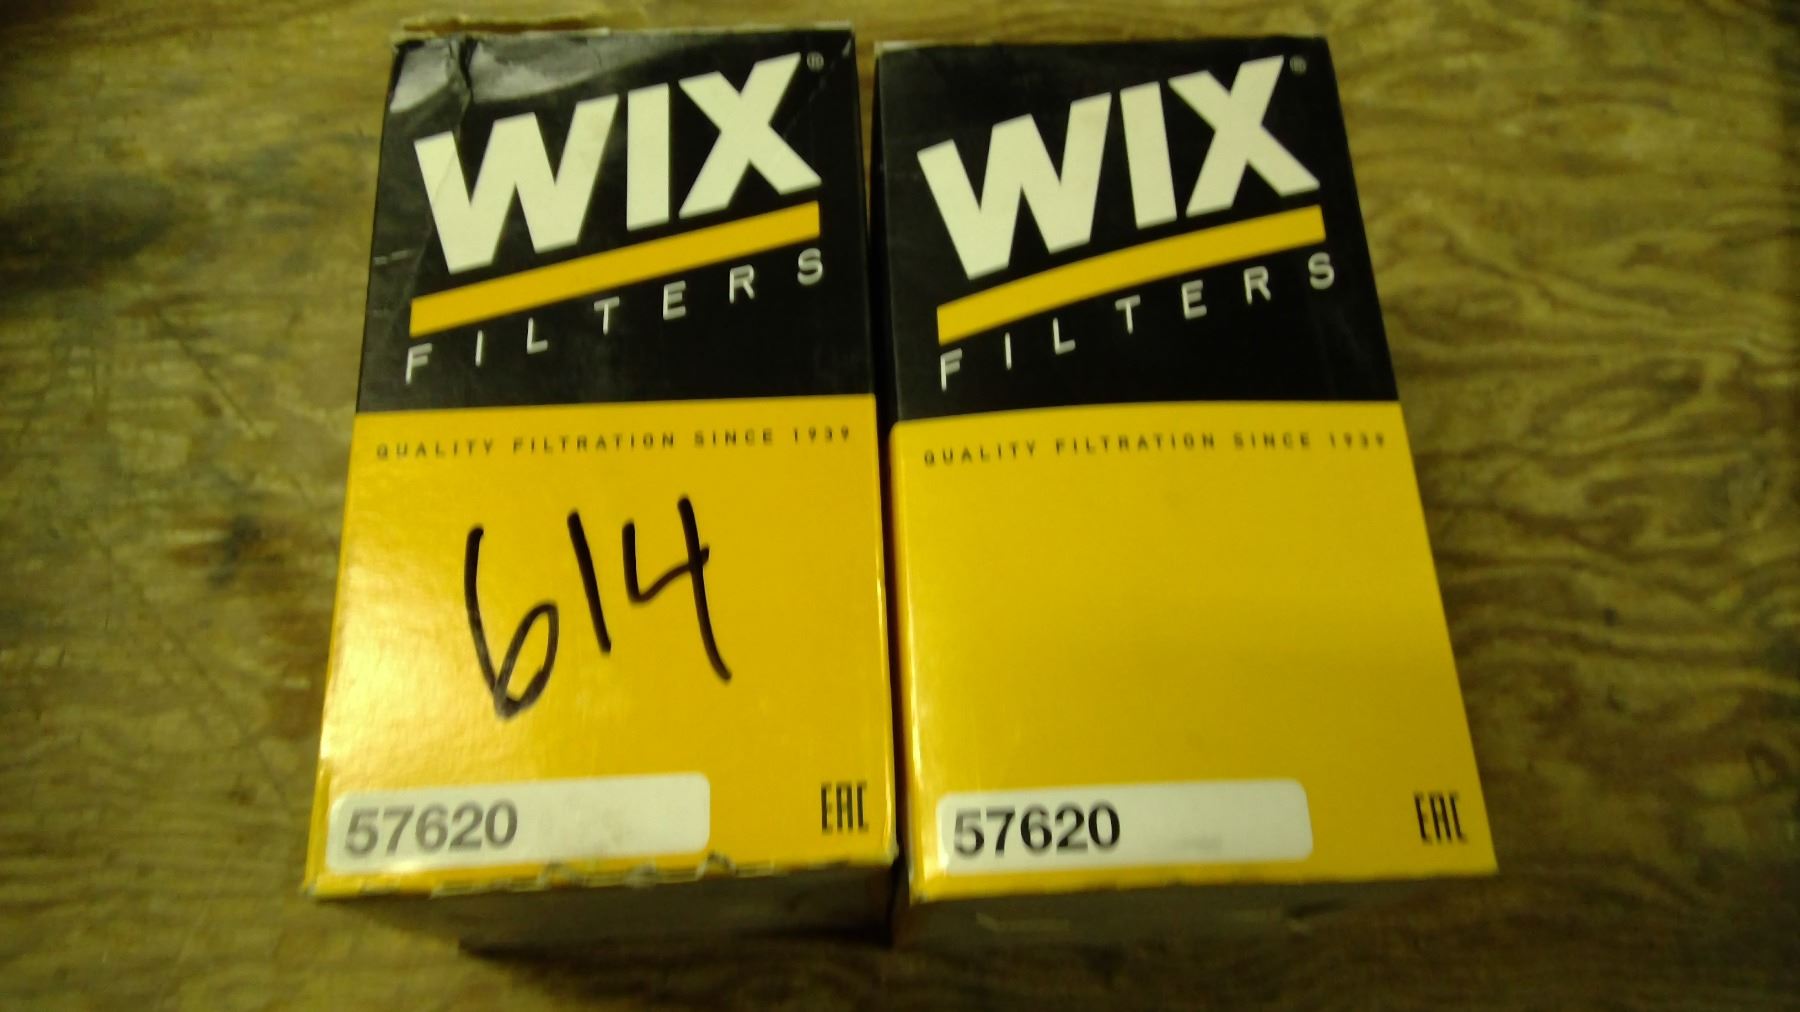 WIX®
FILTERS
QUALITY FILTRATION SINCE 1939
614
57620
EAC
WIX®
FILTERS
QUALITY FILTRATION SINCE 1939
57620
EAC